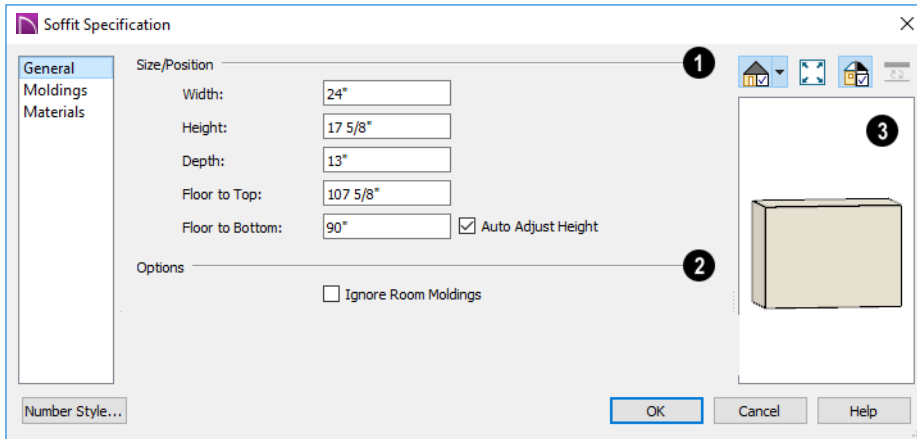 Soffit Specification
General
Moldings
Materials
Size/Position
1
Width: 24"
Height: 17 5/8"
Depth: 13"
Floor to Top: 107 5/8"
Floor to Bottom: 90" Auto Adjust Height
Options
2
Ignore Room Moldings
3
Number Style...
OK Cancel Help